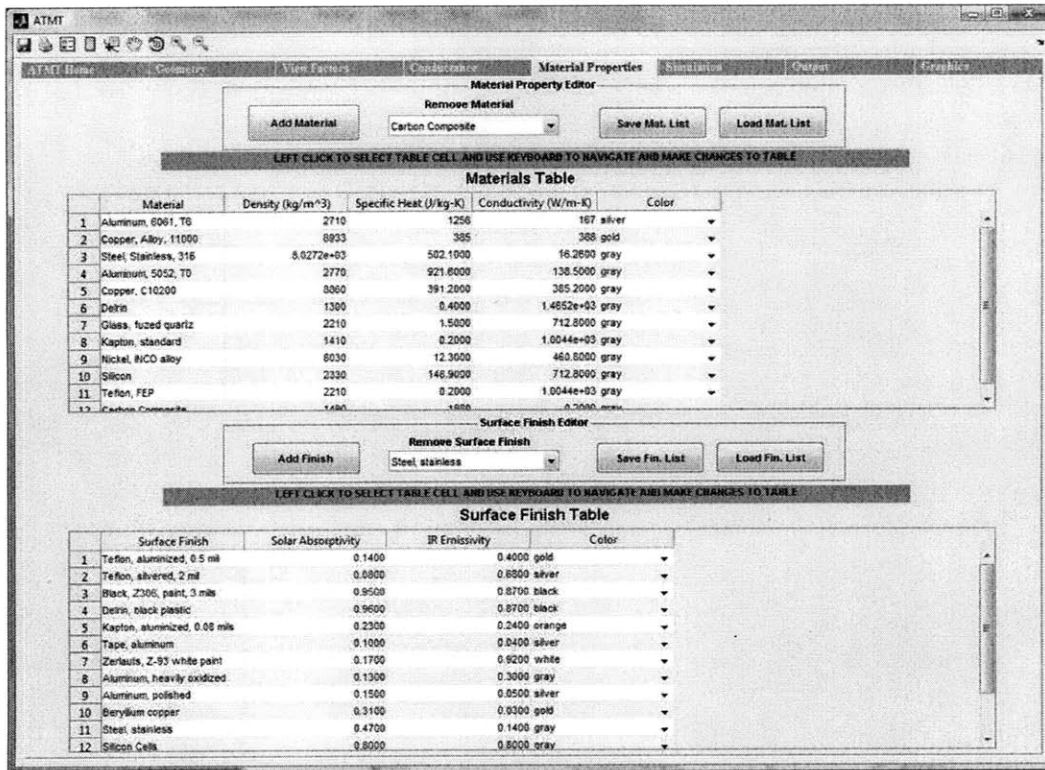 ATMT
ATMT Home Geometry View Factors Conductance Material Properties Simulation Output Graphics
Material Property Editor
Remove Material
Add Material Carbon Composite Save Mat. List Load Mat. List
LEFT CLICK TO SELECT TABLE CELL AND USE KEYBOARD TO NAVIGATE AND MAKE CHANGES TO TABLE
Materials Table
Material Density (kg/m^3) Specific Heat (J/kg-K) Conductivity (W/m-K) Color
1 Aluminum, 6061, T6 2710 1256 167 silver
2 Copper, Alloy, 11000 8933 385 388 gold
3 Steel, Stainless, 316 8.0272e+03 502.1000 16.2600 gray
4 Aluminum, 5052, T0 2770 921.6000 138.5000 gray
5 Copper, C10200 8860 391.2000 385.2000 gray
6 Delrin 1300 0.4000 1.4652e+03 gray
7 Glass, fuzed quartz 2210 1.5000 712.8000 gray
8 Kapton, standard 1410 0.2000 1.0044e+03 gray
9 Nickel, INCO alloy 8030 12.3000 460.8000 gray
10 Silicon 2330 146.9000 712.8000 gray
11 Teflon, FEP 2210 0.2000 1.0044e+03 gray
12 Carbon Composite 0.2000 gray
Surface Finish Editor
Remove Surface Finish
Add Finish Steel, stainless Save Fin. List Load Fin. List
LEFT CLICK TO SELECT TABLE CELL AND USE KEYBOARD TO NAVIGATE AND MAKE CHANGES TO TABLE
Surface Finish Table
Surface Finish Solar Absorptivity IR Emissivity Color
1 Teflon, aluminized, 0.5 mil 0.1400 0.4000 gold
2 Teflon, silvered, 2 mil 0.0800 0.6800 silver
3 Black, Z306, paint, 3 mils 0.9500 0.8700 black
4 Delrin, black plastic 0.9600 0.8700 black
5 Kapton, aluminized, 0.08 mils 0.2300 0.2400 orange
6 Tape, aluminum 0.1000 0.0400 silver
7 Zerlauts, Z-93 white paint 0.1700 0.9200 white
8 Aluminum, heavily oxidized 0.1300 0.3000 gray
9 Aluminum, polished 0.1500 0.0500 silver
10 Beryllium copper 0.3100 0.0300 gold
11 Steel, stainless 0.4700 0.1400 gray
12 Silicon Cells 0.8000 0.8000 gray